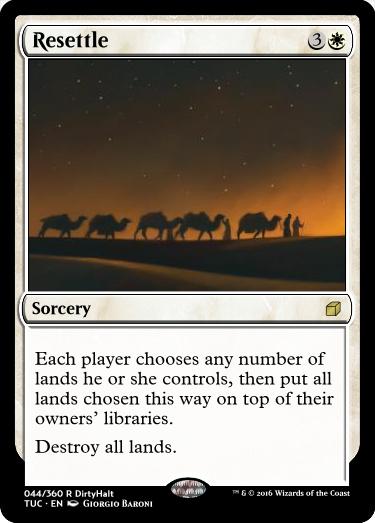 Resettle 3
Sorcery
Each player chooses any number of
lands he or she controls, then put all
lands chosen this way on top of their
owners' libraries.
Destroy all lands.
044/360 R DirtyHalt
TUC • EN Giorgio Baroni
™ & © 2016 Wizards of the Coast